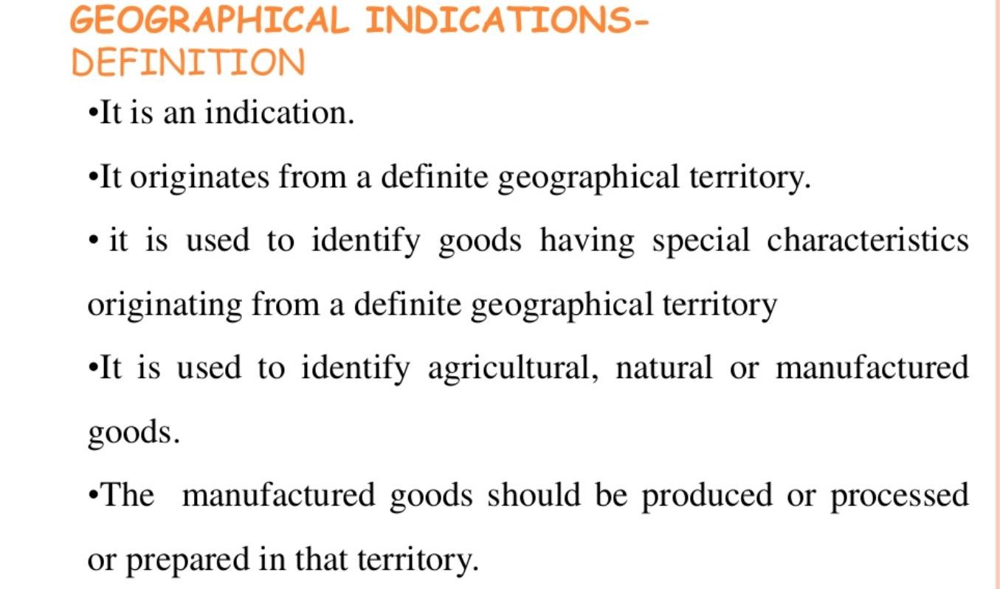 GEOGRAPHICAL INDICATIONS-
DEFINITION
•It is an indication.
•It originates from a definite geographical territory.
• it is used to identify goods having special characteristics
originating from a definite geographical territory
•It is used to identify agricultural, natural or manufactured
goods.
•The manufactured goods should be produced or processed
or prepared in that territory.